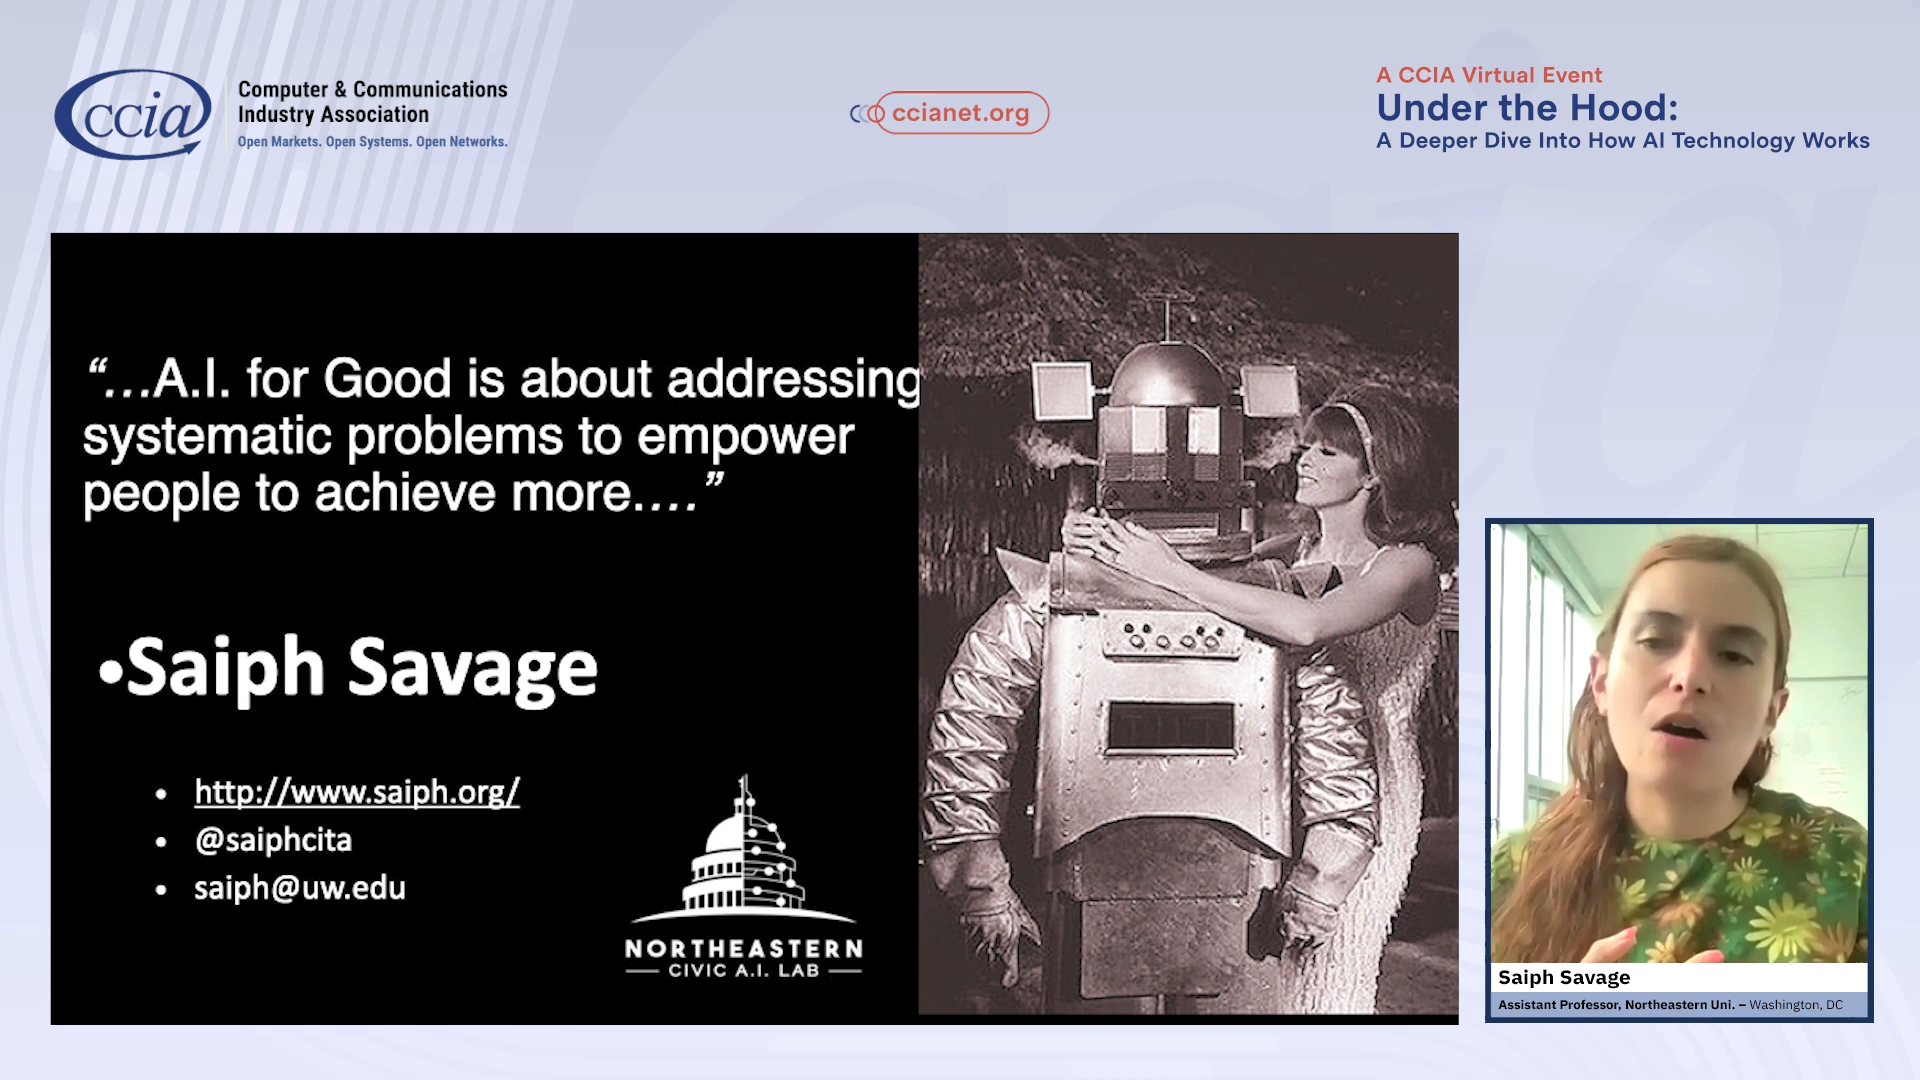 ccia
Computer & Communications
Industry Association
Open Markets. Open Systems. Open Networks.
ccianet.org
A CCIA Virtual Event
Under the Hood:
A Deeper Dive Into How AI Technology Works
“...A.I. for Good is about addressing
systematic problems to empower
people to achieve more....”
•Saiph Savage
• http://www.saiph.org/
• @saiphcita
• saiph@uw.edu
NORTHEASTERN
CIVIC A.I. LAB
Saiph Savage
Assistant Professor, Northeastern Uni. – Washington, DC